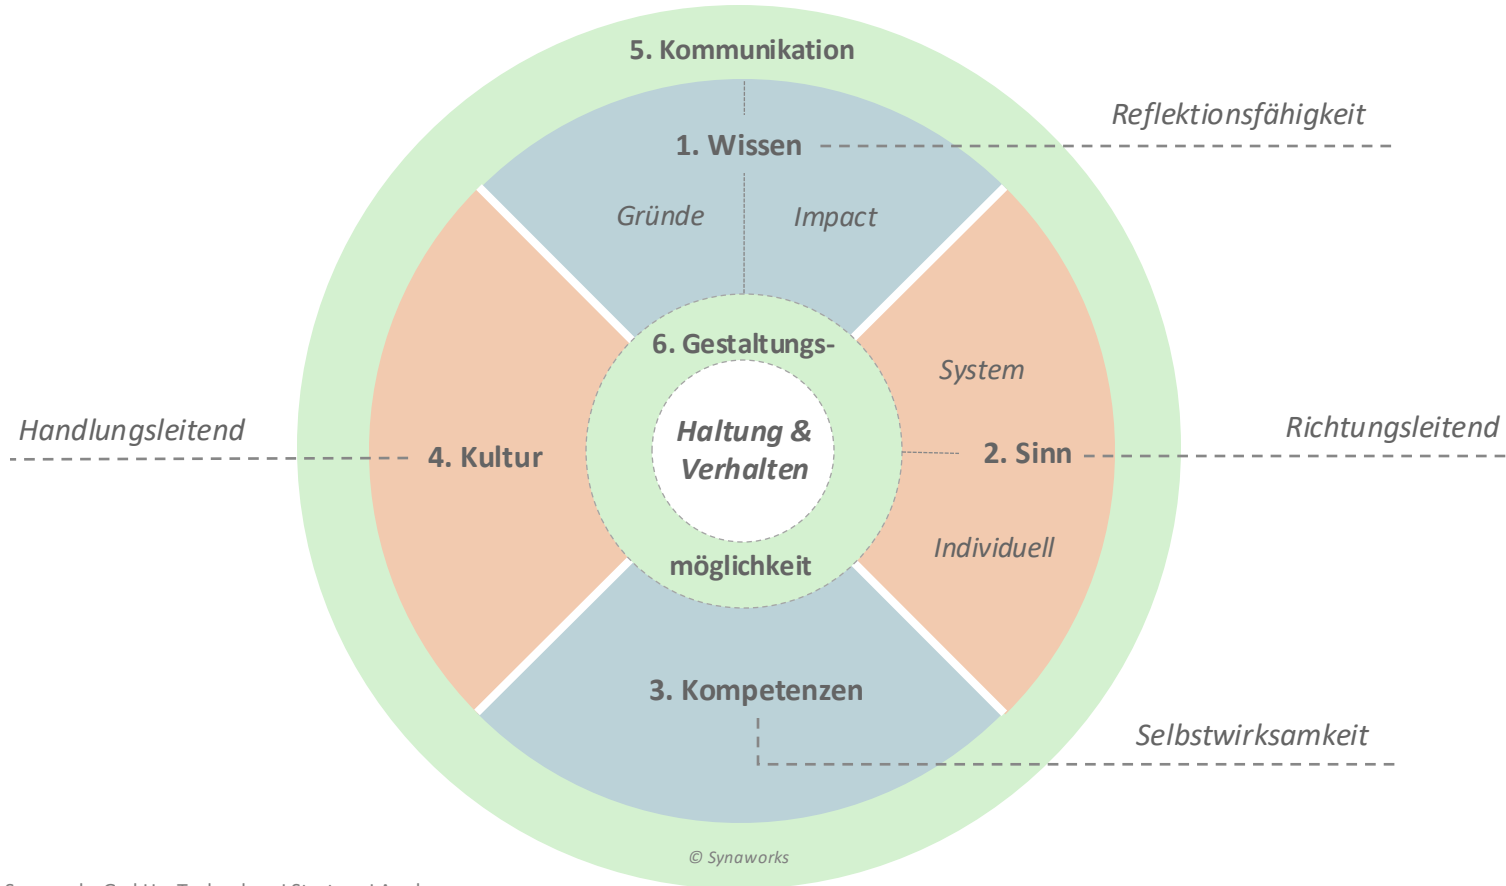 5. Kommunikation
Reflektionsfähigkeit
1. Wissen
Gründe
Impact
6. Gestaltungs-
System
Handlungsleitend
Haltung &
Verhalten
Richtungsleitend
4. Kultur
2. Sinn
Individuell
möglichkeit
3. Kompetenzen
Selbstwirksamkeit
© Synaworks